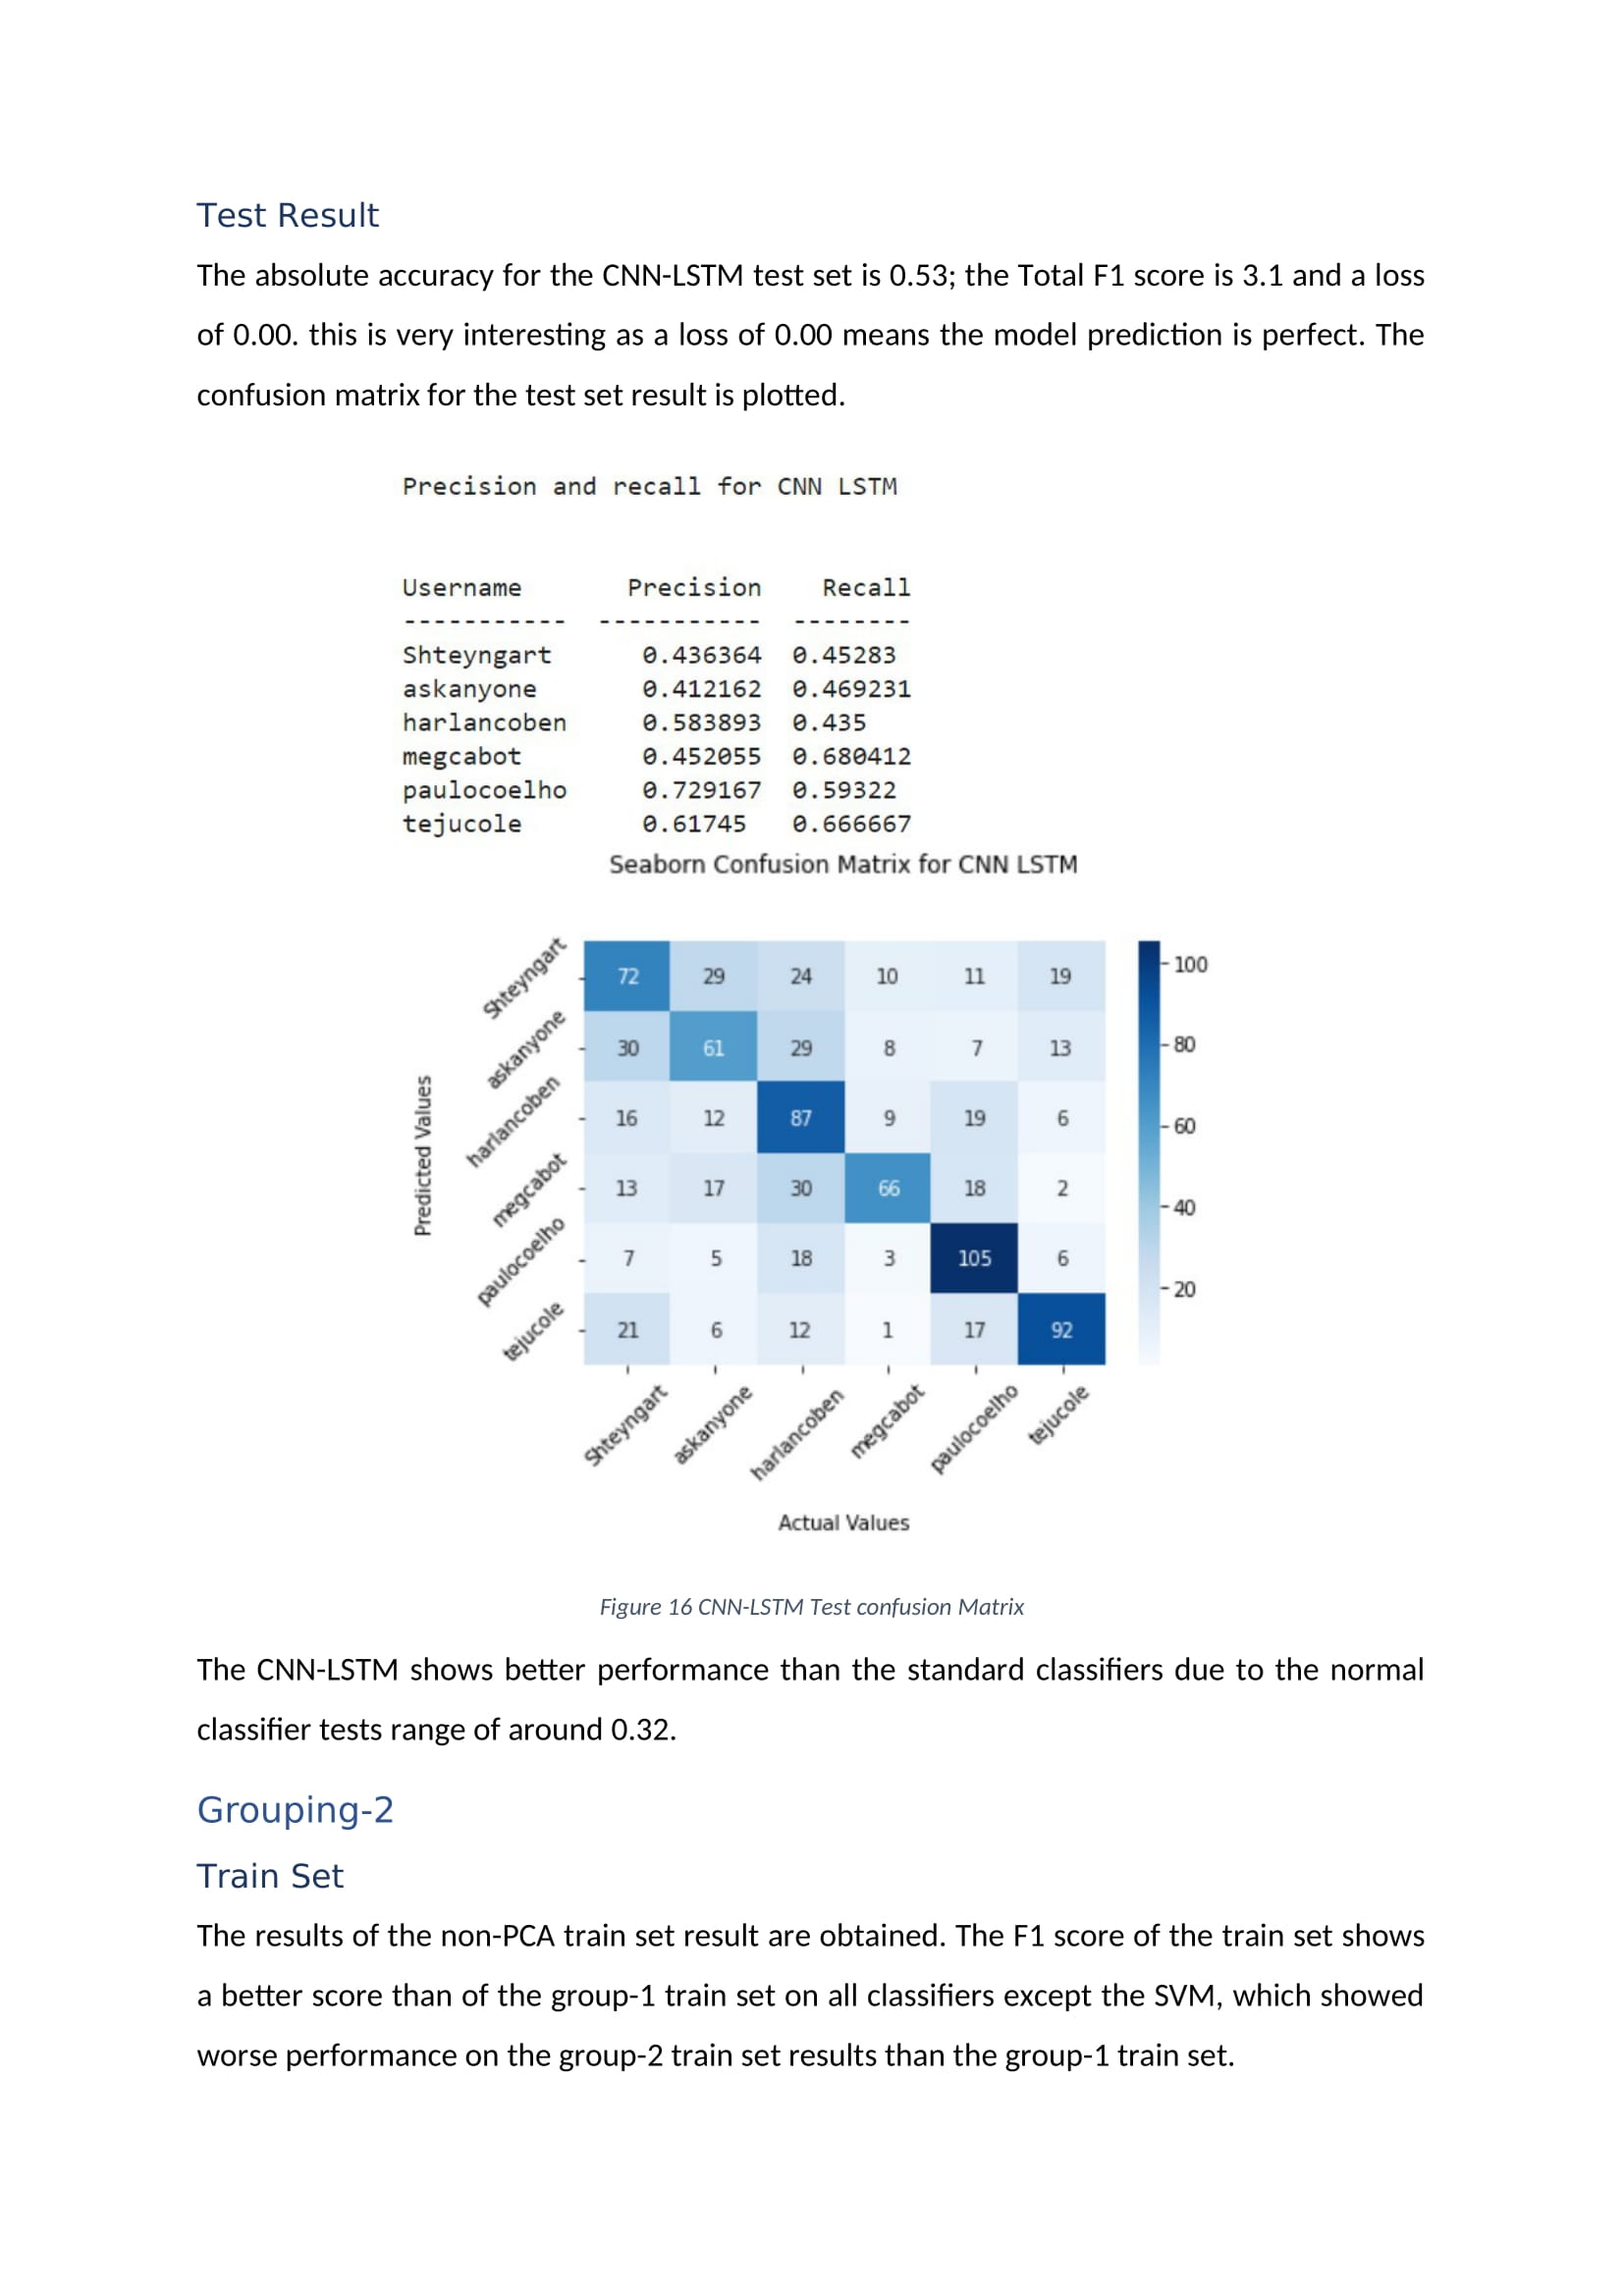 Test Result
The absolute accuracy for the CNN-LSTM test set is 0.53; the Total F1 score is 3.1 and a loss
of 0.00. this is very interesting as a loss of 0.00 means the model prediction is perfect. The
confusion matrix for the test set result is plotted.
Precision and recall for CNN LSTM
Username Precision Recall
----------- ----------- --------
Shteyngart 0.436364 0.45283
askanyone 0.412162 0.469231
harlancoben 0.583893 0.435
megcabot 0.452055 0.680412
paulocoelho 0.729167 0.59322
tejucole 0.61745 0.666667
Seaborn Confusion Matrix for CNN LSTM
Predicted Values
Shteyngart 72 29 24 10 11 19
askanyone 30 61 29 8 7 13
harlancoben 16 12 87 9 19 6
megcabot 13 17 30 66 18 2
paulocoelho 7 5 18 3 105 6
tejucole 21 6 12 1 17 92
100
80
60
40
20
Shteyngart askanyone harlancoben megcabot paulocoelho tejucole
Actual Values
Figure 16 CNN-LSTM Test confusion Matrix
The CNN-LSTM shows better performance than the standard classifiers due to the normal
classifier tests range of around 0.32.
Grouping-2
Train Set
The results of the non-PCA train set result are obtained. The F1 score of the train set shows
a better score than of the group-1 train set on all classifiers except the SVM, which showed
worse performance on the group-2 train set results than the group-1 train set.